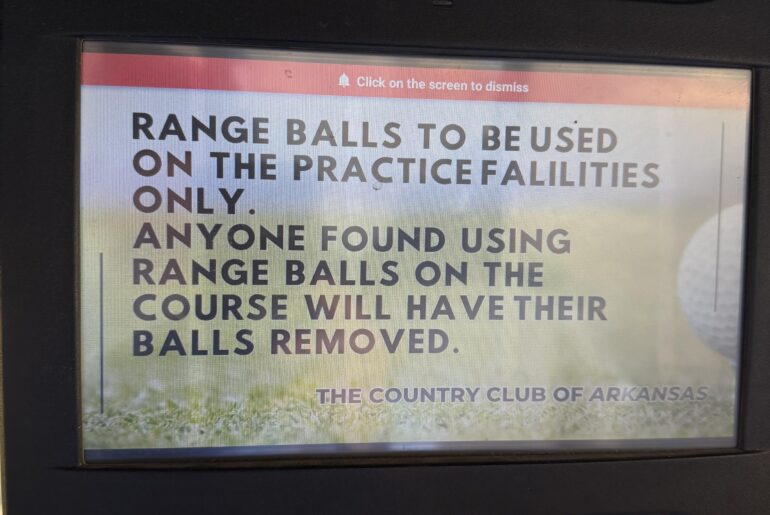 Click on the screen to dismiss
RANGE BALLS TO BE USED
ON THE PRACTICE FALILITIES
ONLY.
ANYONE FOUND USING
RANGE BALLS ON THE
COURSE WILL HAVE THEIR
BALLS REMOVED.
THE COUNTRY CLUB OF ARKANSAS